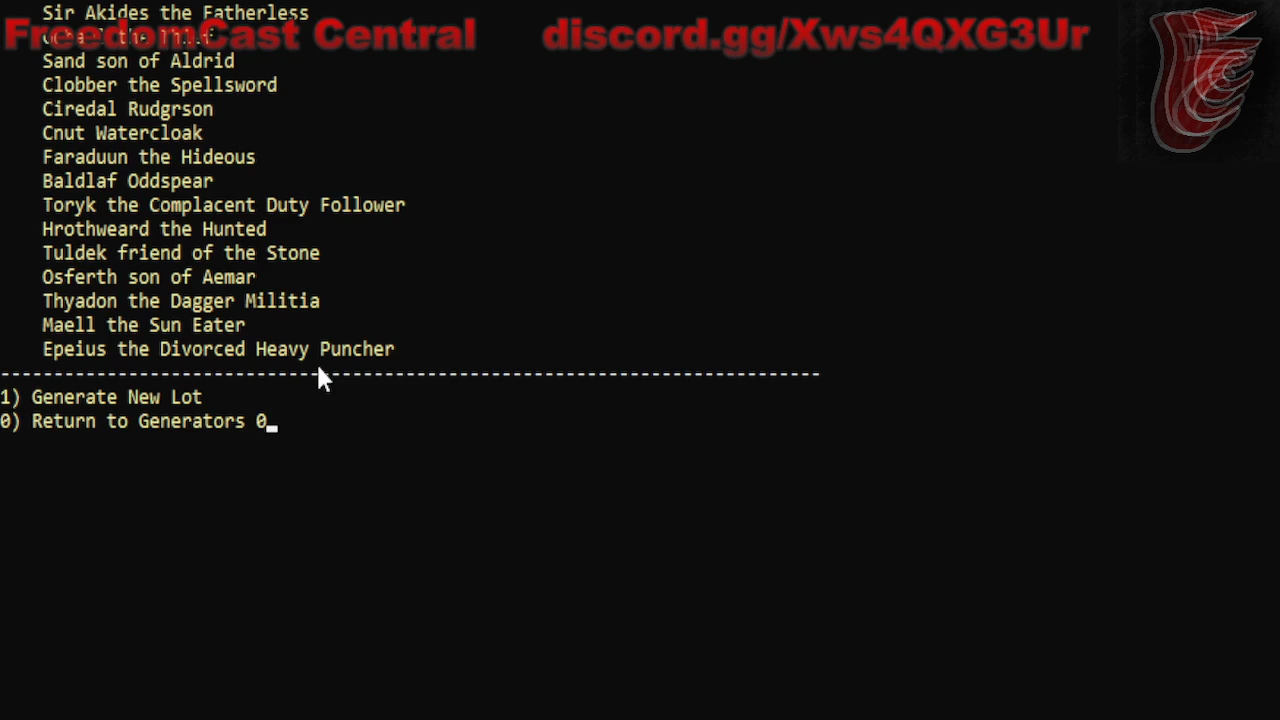 Sir Akides the Fatherless
FreedomCast Central discord.gg/Xws4QXG3Ur
the Thief
Sand son of Aldrid
Clobber the Spellsword
Ciredal Rudgrson
Cnut Watercloak
Faraduun the Hideous
Baldlaf Oddspear
Toryk the Complacent Duty Follower
Hrothweard the Hunted
Tuldek friend of the Stone
Osferth son of Aemar
Thyadon the Dagger Militia
Maell the Sun Eater
Epeius the Divorced Heavy Puncher
------------------------------------------------------------------------------
1) Generate New Lot
0) Return to Generators 0